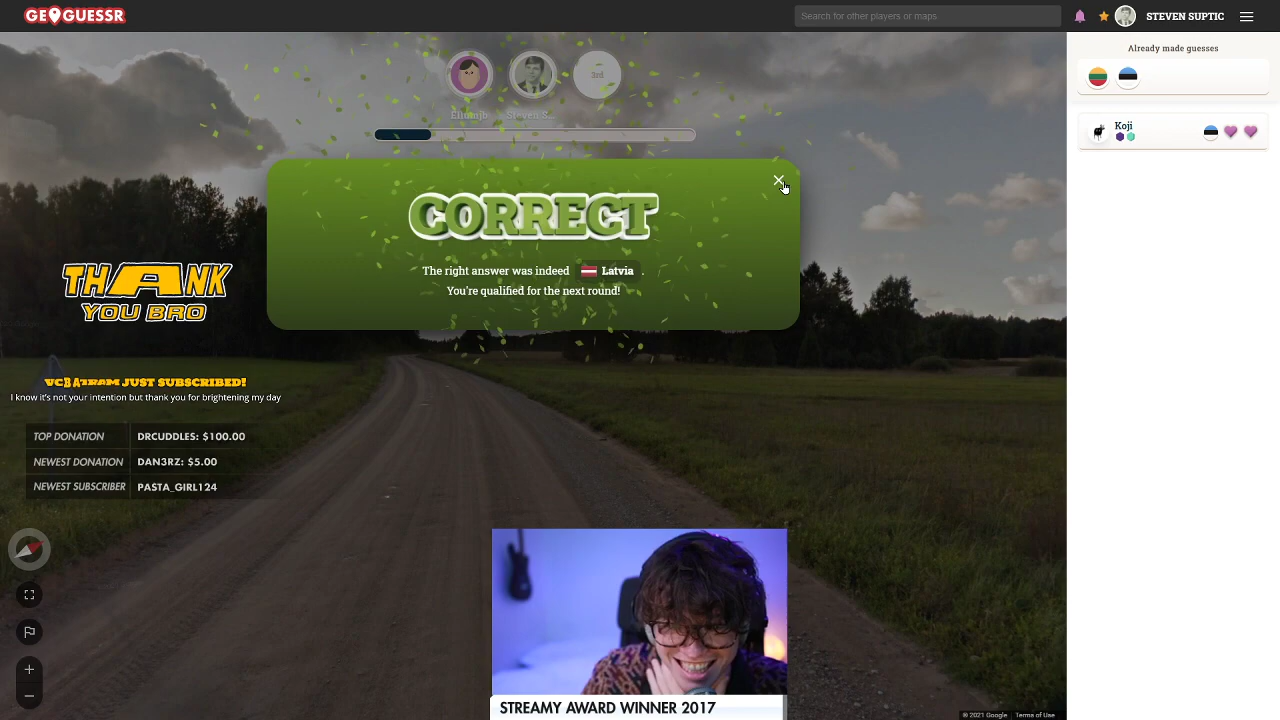 GEOGUESSR
Search for other players or maps
STEVEN SUPTIC
Already made guesses
Koji
3rd
Steven S...
CORRECT
The right answer was indeed Latvia .
You're qualified for the next round!
THANK
YOU BRO
JUST SUBSCRIBED!
I know it's not your intention but thank you for brightening my day
TOP DONATION DRCUDDLES: $100.00
NEWEST DONATION DAN3RZ: $5.00
NEWEST SUBSCRIBER PASTA_GIRL124
+
−
STREAMY AWARD WINNER 2017
© 2021 Google Terms of Use